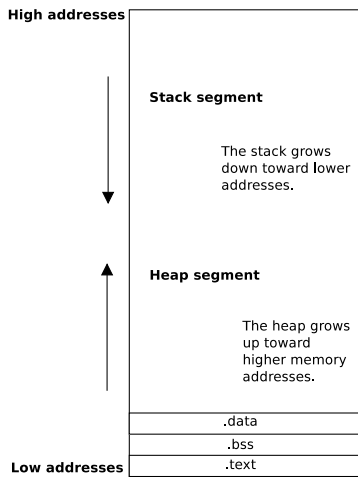 High addresses
Stack segment
The stack grows
down toward lower
addresses.
Heap segment
The heap grows
up toward
higher memory
addresses.
.data
.bss
Low addresses
.text